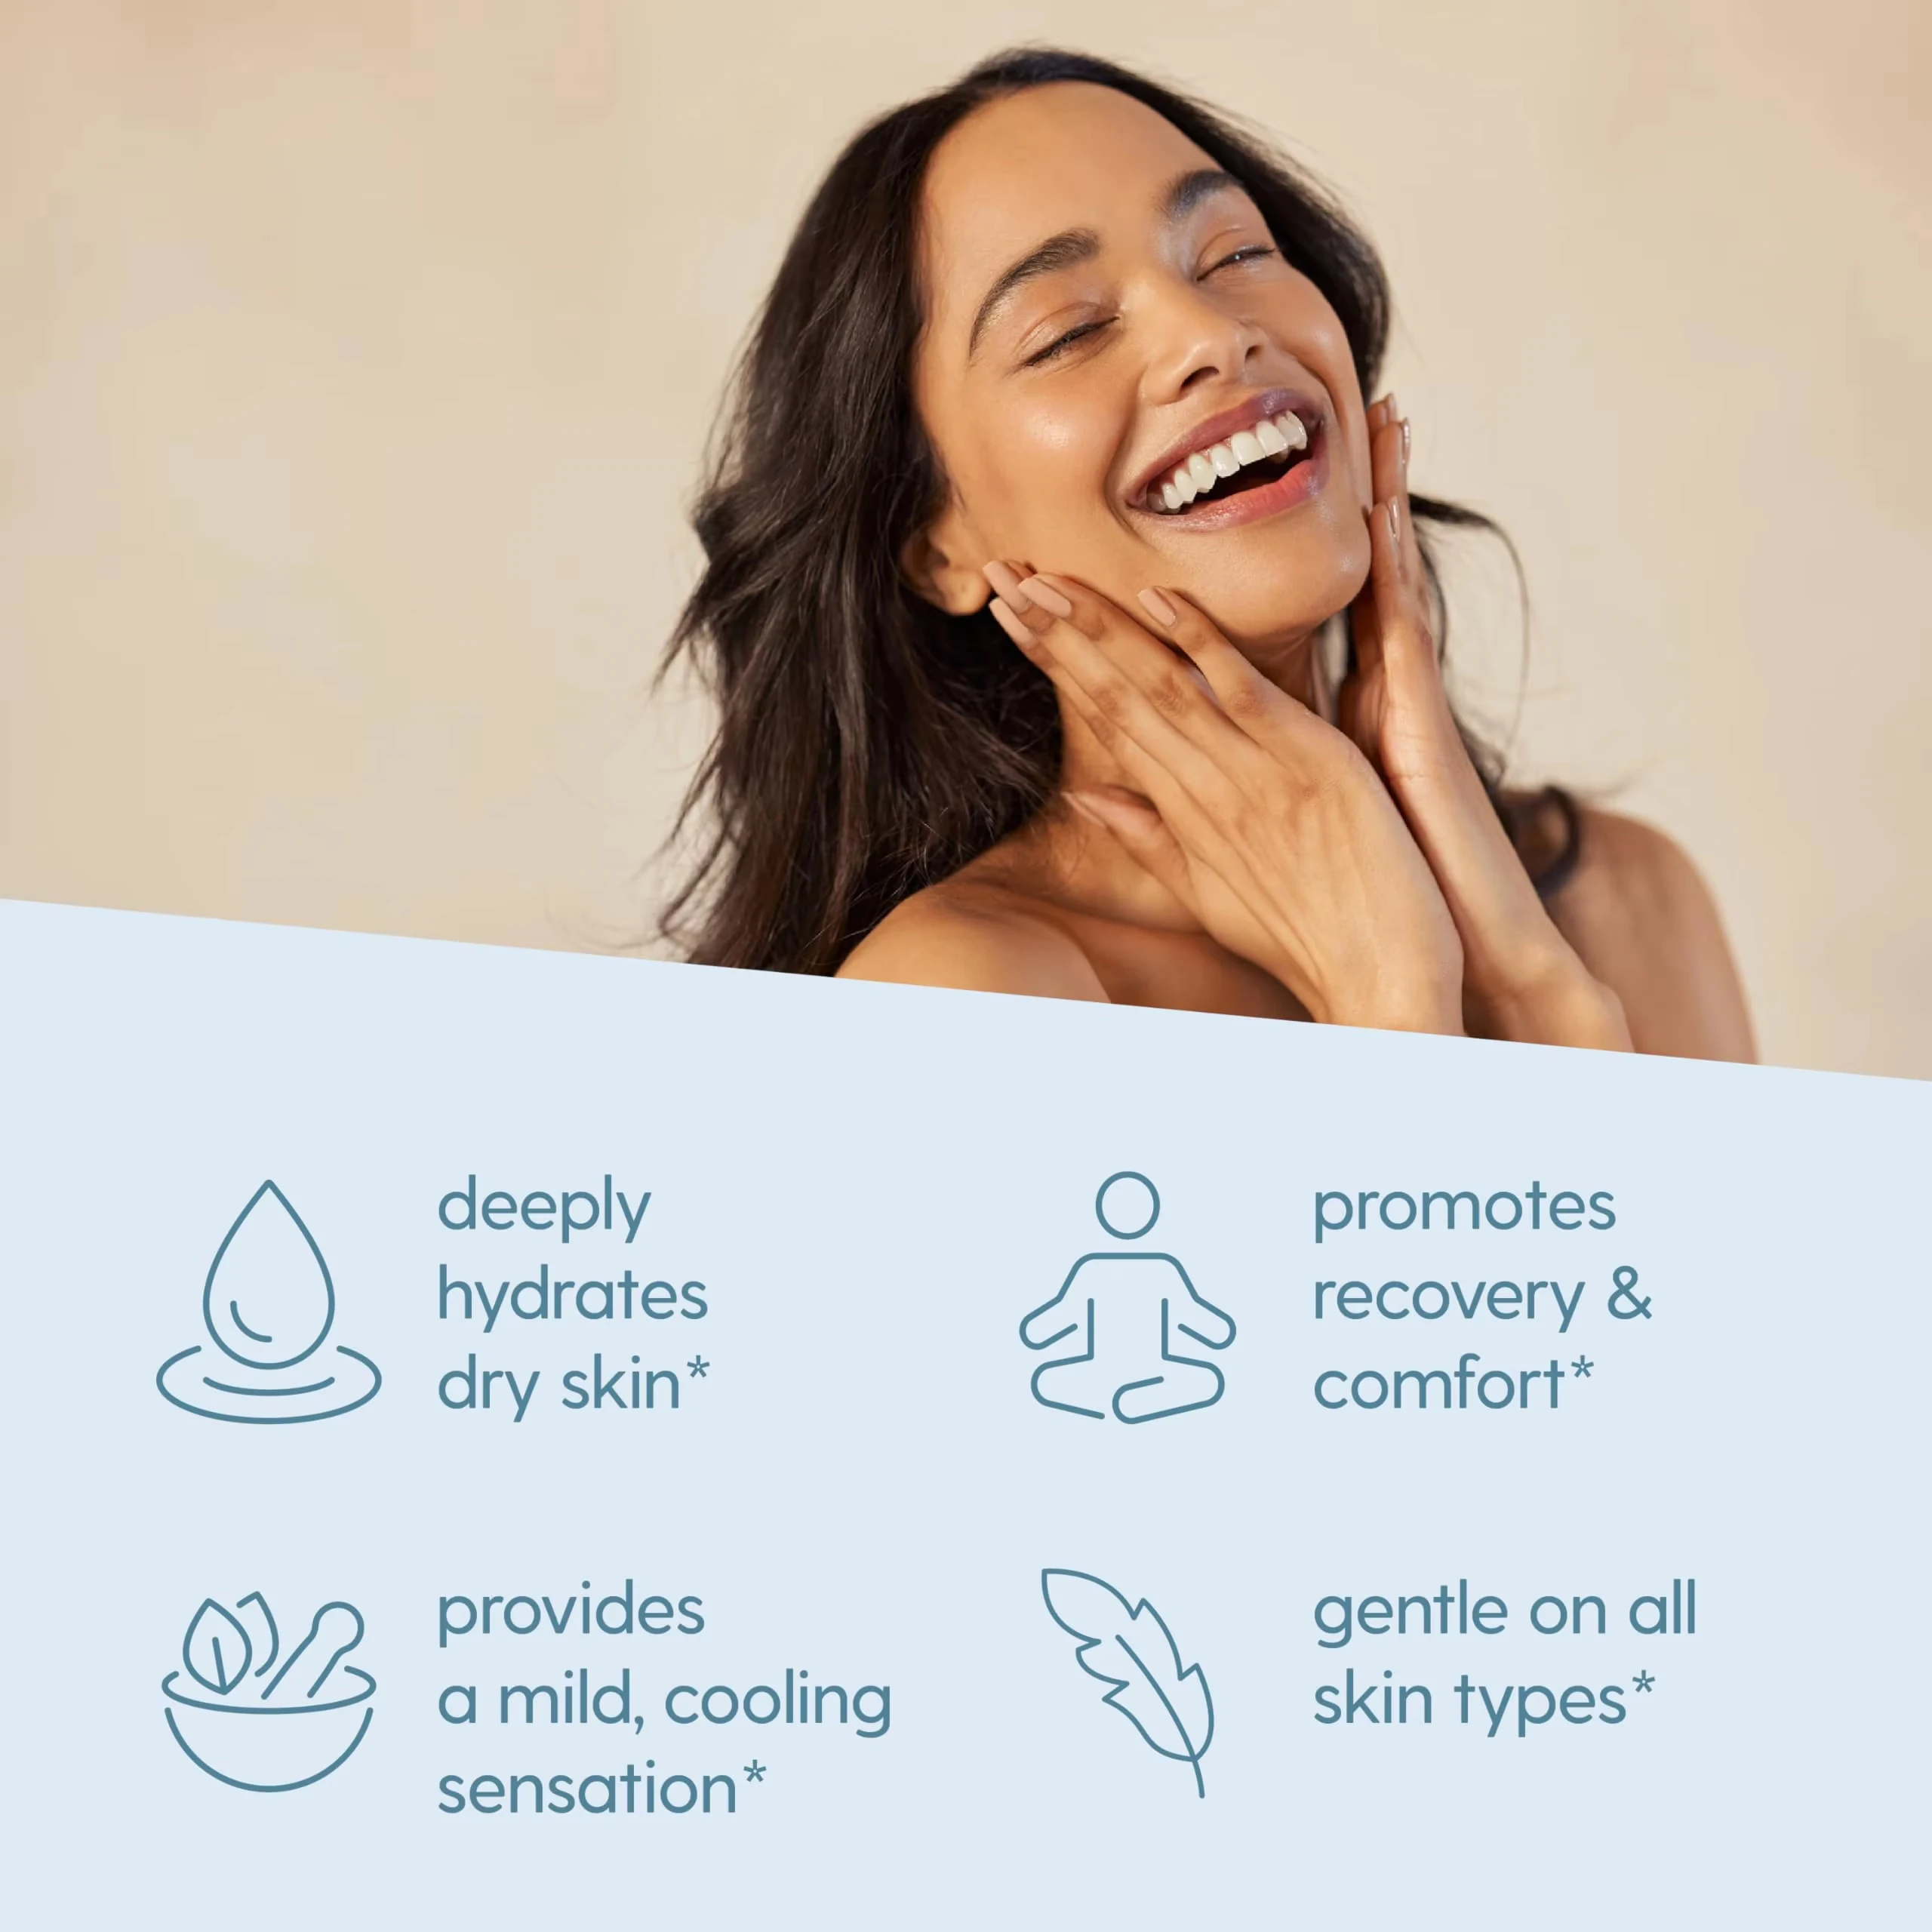 deeply
hydrates
dry skin*
promotes
recovery &
comfort*
provides
a mild, cooling
sensation*
gentle on all
skin types*